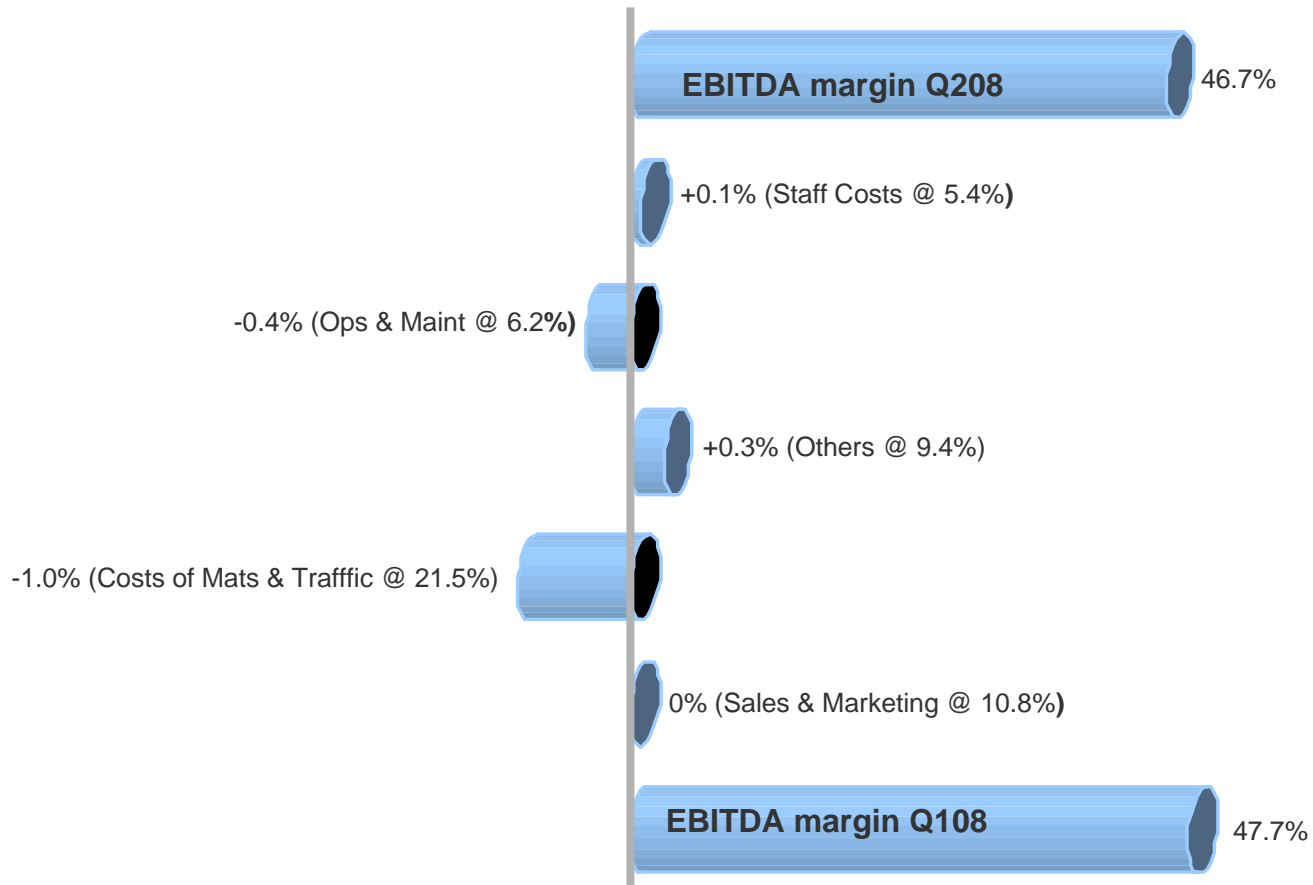 EBITDA margin Q208
46.7%
+0.1% (Staff Costs @ 5.4%)
-0.4% (Ops & Maint @ 6.2%)
+0.3% (Others @ 9.4%)
-1.0% (Costs of Mats & Trafffic @ 21.5%)
0% (Sales & Marketing @ 10.8%)
EBITDA margin Q108
47.7%